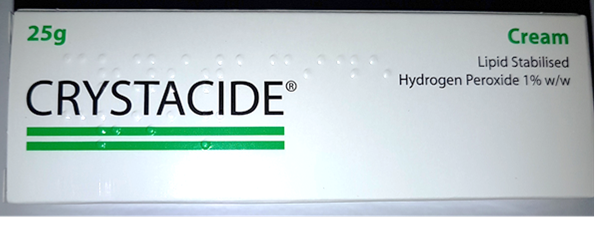 25g
Cream
Lipid Stabilised
Hydrogen Peroxide 1% w/w
CRYSTACIDE®